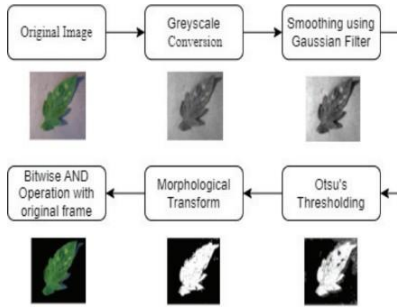 Original Image
Greyscale
Conversion
Smoothing using
Gaussian Filter
Bitwise AND
Operation with
original frame
Morphological
Transform
Otsu's
Thresholding